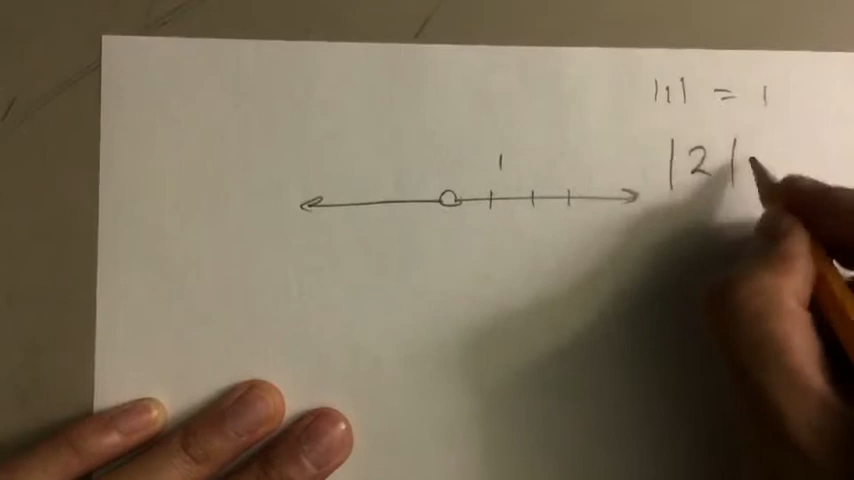 |1| = 1
|2|
1